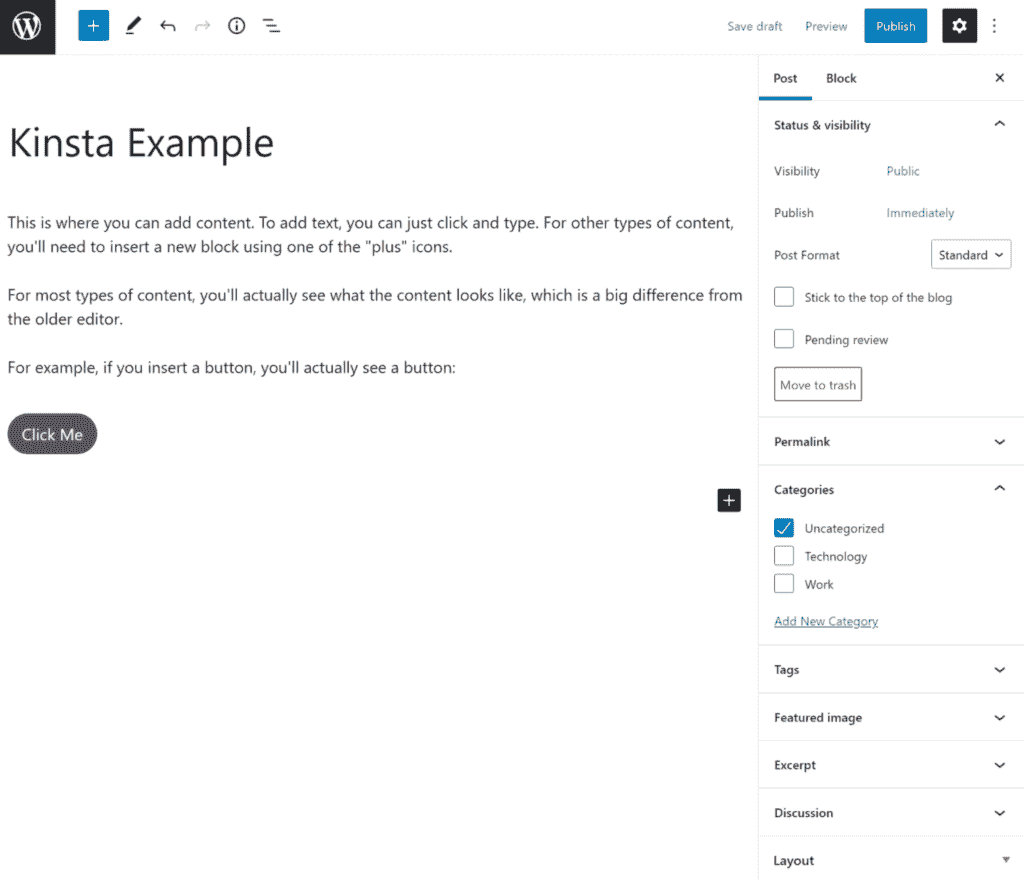 W
Save draft Preview Publish
Post Block
Kinsta Example
This is where you can add content. To add text, you can just click and type. For other types of content,
you'll need to insert a new block using one of the "plus" icons.
For most types of content, you'll actually see what the content looks like, which is a big difference from
the older editor.
For example, if you insert a button, you'll actually see a button:
Click Me
Status & visibility
Visibility Public
Publish Immediately
Post Format Standard
Stick to the top of the blog
Pending review
Move to trash
Permalink
Categories
Uncategorized
Technology
Work
Add New Category
Tags
Featured image
Excerpt
Discussion
Layout